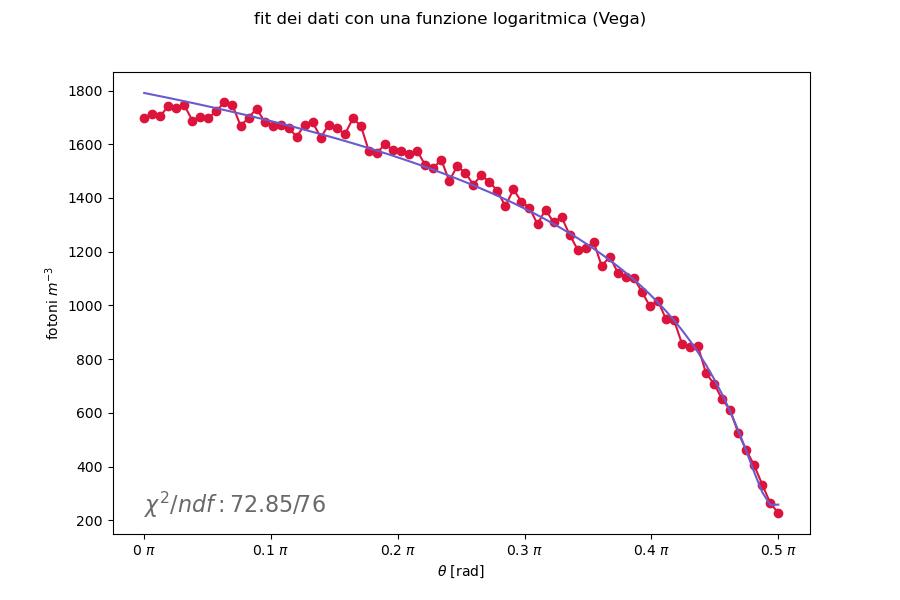 fit dei dati con una funzione logaritmica (Vega)
1800
1600
1400
1200
1000
800
600
400
200
fotoni m⁻³
χ²/ndf: 72.85/76
0 π 0.1 π 0.2 π 0.3 π 0.4 π 0.5 π
θ [rad]